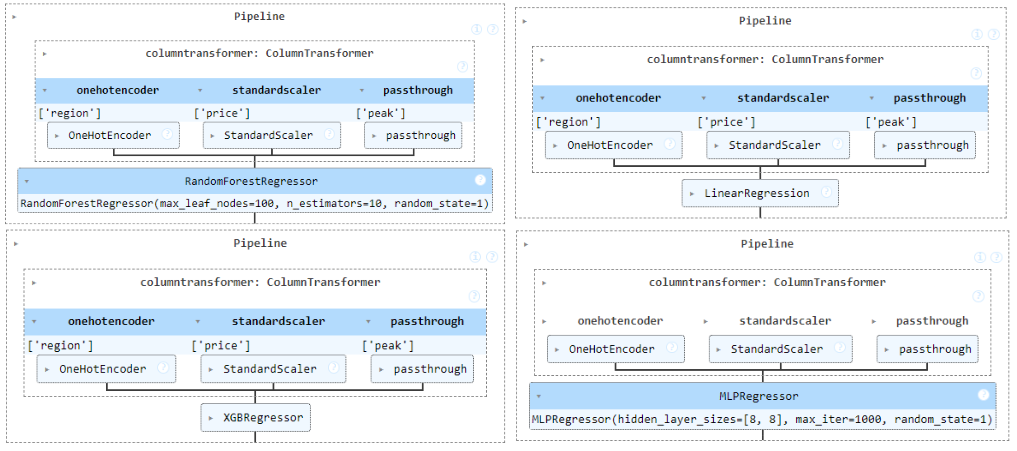 Pipeline
columntransformer: ColumnTransformer
onehotencoder standardscaler passthrough
['region'] ['price'] ['peak']
OneHotEncoder ? StandardScaler ? passthrough
RandomForestRegressor ?
RandomForestRegressor(max_leaf_nodes=100, n_estimators=10, random_state=1)
Pipeline
i ?
columntransformer: ColumnTransformer
?
onehotencoder standardscaler passthrough
['region'] ['price'] ['peak']
OneHotEncoder ? StandardScaler ? passthrough
LinearRegression ?
Pipeline
i ?
columntransformer: ColumnTransformer
?
onehotencoder standardscaler passthrough
['region'] ['price'] ['peak']
OneHotEncoder ? StandardScaler ? passthrough
XGBRegressor
Pipeline
i ?
columntransformer: ColumnTransformer
?
onehotencoder standardscaler passthrough
OneHotEncoder ? StandardScaler ? passthrough
MLPRegressor ?
MLPRegressor(hidden_layer_sizes=[8, 8], max_iter=1000, random_state=1)